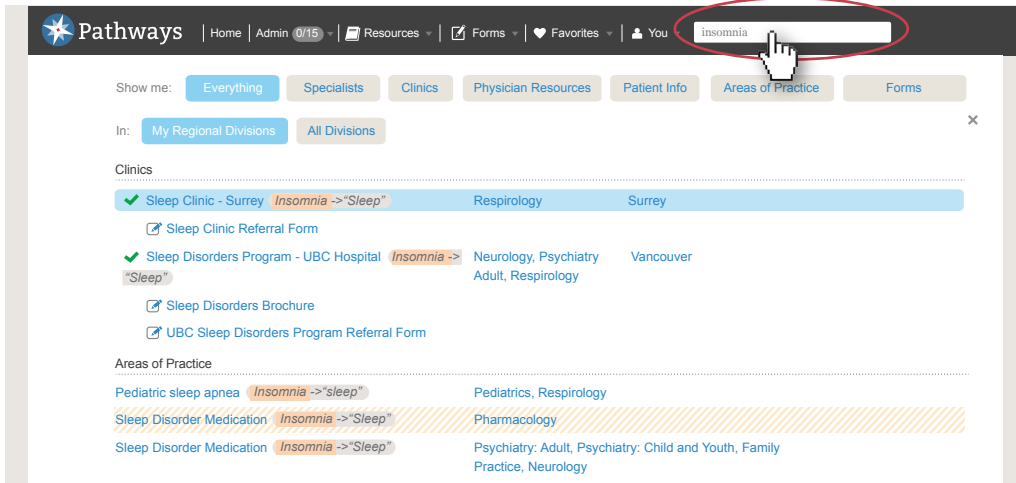 Pathways Home Admin 0/15 Resources Forms Favorites You insomnia
Show me: Everything Specialists Clinics Physician Resources Patient Info Areas of Practice Forms
In: My Regional Divisions All Divisions
Clinics
Sleep Clinic - Surrey Insomnia ->“Sleep” Respirology Surrey
Sleep Clinic Referral Form
Sleep Disorders Program - UBC Hospital Insomnia -> Neurology, Psychiatry Vancouver
“Sleep” Adult, Respirology
Sleep Disorders Brochure
UBC Sleep Disorders Program Referral Form
Areas of Practice
Pediatric sleep apnea Insomnia ->“sleep” Pediatrics, Respirology
Sleep Disorder Medication Insomnia ->“Sleep” Pharmacology
Sleep Disorder Medication Insomnia ->“Sleep” Psychiatry: Adult, Psychiatry: Child and Youth, Family
Practice, Neurology